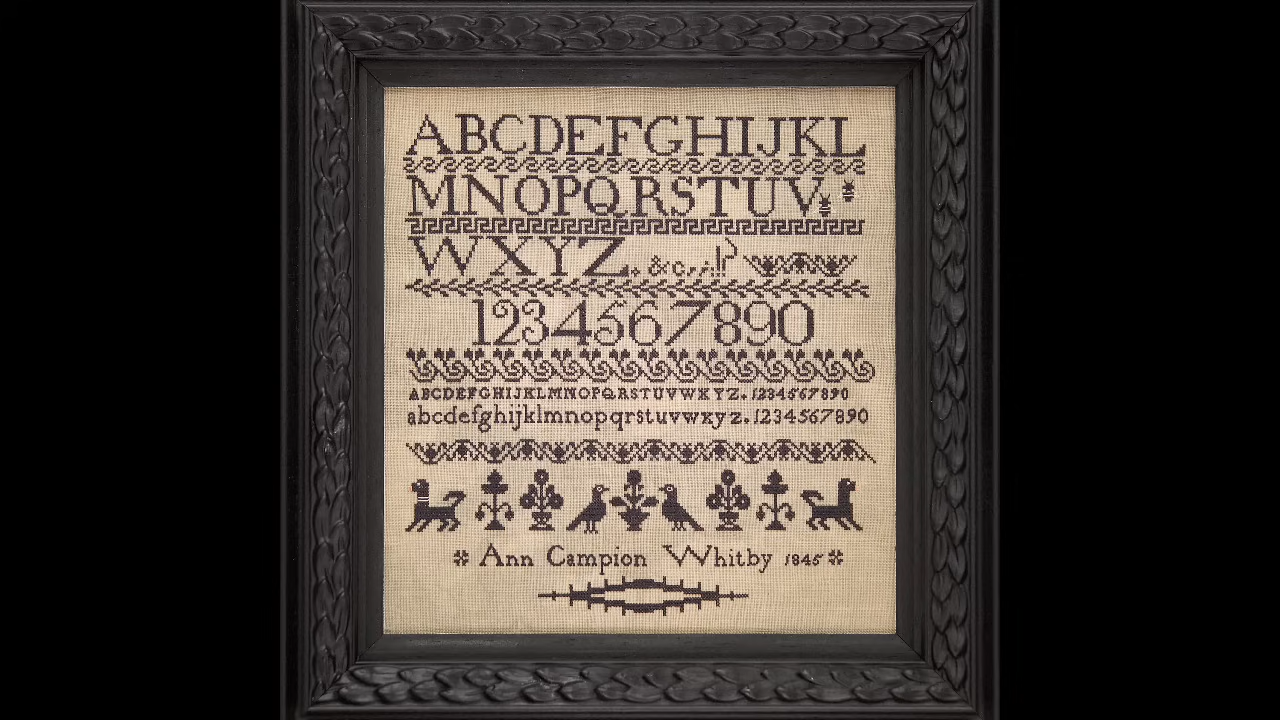 ABCDEFGHIJKL
MNOPQRSTUV
WXYZ. &c,,;:!?
1234567890
ABCDEFGHIJKLMNOPQRSTUVWXYZ.1234567890
abcdefghijklmnopqrstuvwxyz.1234567890
Ann Campion Whitby 1845